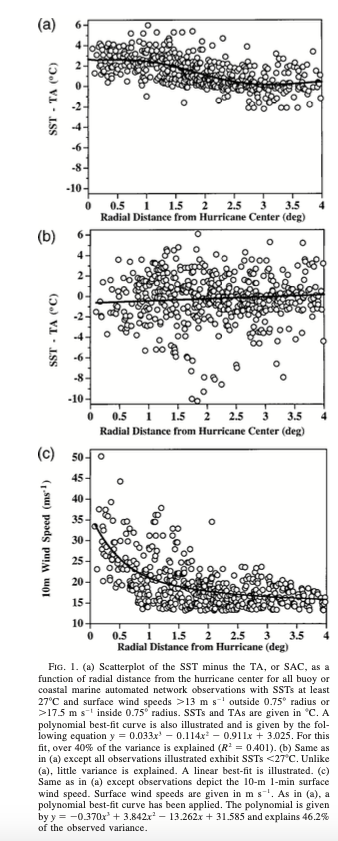 (a)
6
4
2
0
-2
-4
-6
-8
-10
SST - TA (°C)
0 0.5 1 1.5 2 2.5 3 3.5 4
Radial Distance from Hurricane Center (deg)
(b)
6
4
2
0
-2
-4
-6
-8
-10
SST - TA (°C)
0 0.5 1 1.5 2 2.5 3 3.5 4
Radial Distance from Hurricane Center (deg)
(c)
50
45
40
35
30
25
20
15
10
10m Wind Speed (ms⁻¹)
0 0.5 1 1.5 2 2.5 3 3.5 4
Radial Distance from Hurricane (deg)
FIG. 1. (a) Scatterplot of the SST minus the TA, or SAC, as a
function of radial distance from the hurricane center for all buoy or
coastal marine automated network observations with SSTs at least
27°C and surface wind speeds >13 m s⁻¹ outside 0.75° radius or
>17.5 m s⁻¹ inside 0.75° radius. SSTs and TAs are given in °C. A
polynomial best-fit curve is also illustrated and is given by the fol-
lowing equation y = 0.033x³ - 0.114x² - 0.911x + 3.025. For this
fit, over 40% of the variance is explained (R² = 0.401). (b) Same as
in (a) except all observations illustrated exhibit SSTs <27°C. Unlike
(a), little variance is explained. A linear best-fit is illustrated. (c)
Same as in (a) except observations depict the 10-m 1-min surface
wind speed. Surface wind speeds are given in m s⁻¹. As in (a), a
polynomial best-fit curve has been applied. The polynomial is given
by y = -0.370x³ + 3.842x² - 13.262x + 31.585 and explains 46.2%
of the observed variance.